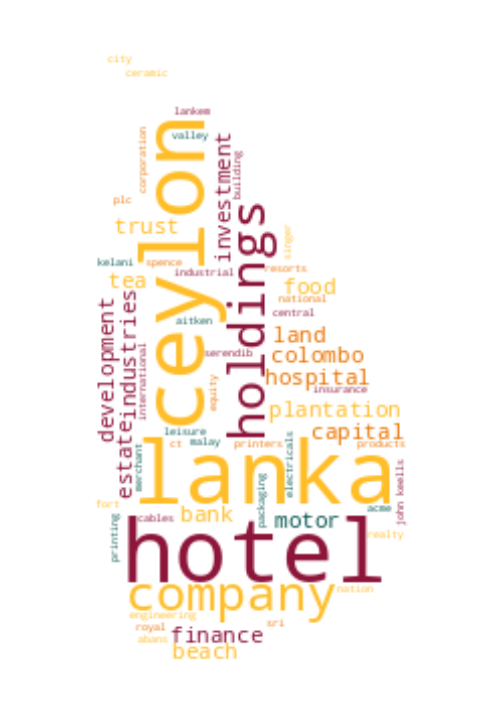 city
ceramic
lankem
valley
corporation
ceylon
investment
building
plc
holdings
trust
singer
kelani
spence
industrial
resorts
tea
food
national
industries
development
central
aitken
land
international
serendib
colombo
hospital
equity
insurance
plantation
estate
leisure
capital
ct
malay
printers
products
merchant
electricals
lanka
john keells
packaging
fort
acme
printing
cables
bank
motor
realty
hotel
company
nation
engineering
royal
sri
abans
finance
beach